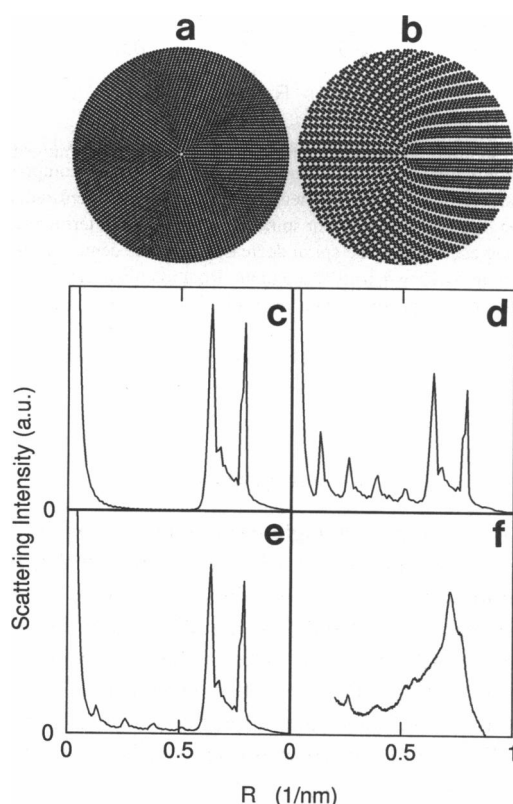 a b
c d
0
e f
0
Scattering Intensity (a.u.)
0 0.5 0 0.5 1
R (1/nm)